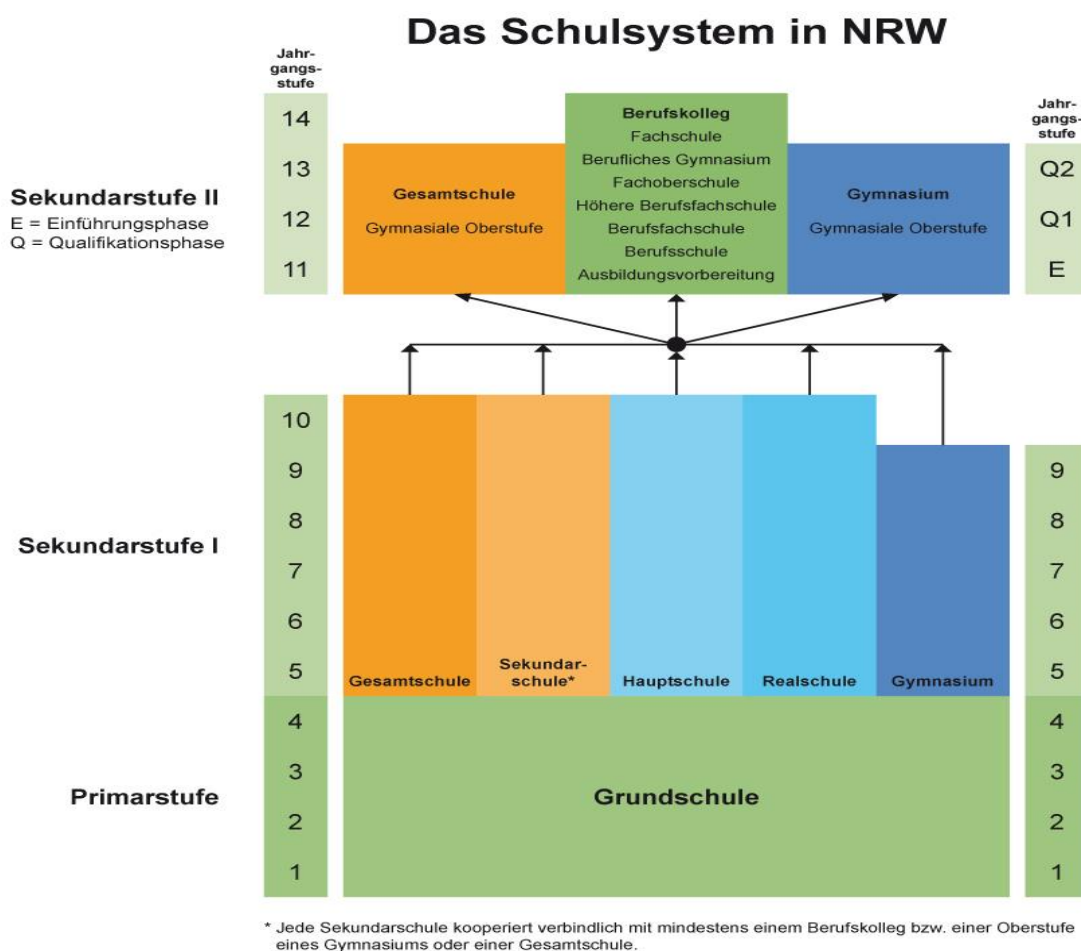 Das Schulsystem in NRW
Jahr-
gangs-
stufe
14
13
12
11
Sekundarstufe II
E = Einführungsphase
Q = Qualifikationsphase
Gesamtschule
Gymnasiale Oberstufe
Berufskolleg
Fachschule
Berufliches Gymnasium
Fachoberschule
Höhere Berufsfachschule
Berufsfachschule
Berufsschule
Ausbildungsvorbereitung
Gymnasium
Gymnasiale Oberstufe
Jahr-
gangs-
stufe
Q2
Q1
E
Sekundarstufe I
10
9
8
7
6
5
Gesamtschule
Sekundar-
schule*
Hauptschule
Realschule
Gymnasium
9
8
7
6
5
Primarstufe
4
3
2
1
Grundschule
4
3
2
1
* Jede Sekundarschule kooperiert verbindlich mit mindestens einem Berufskolleg bzw. einer Oberstufe
eines Gymnasiums oder einer Gesamtschule.